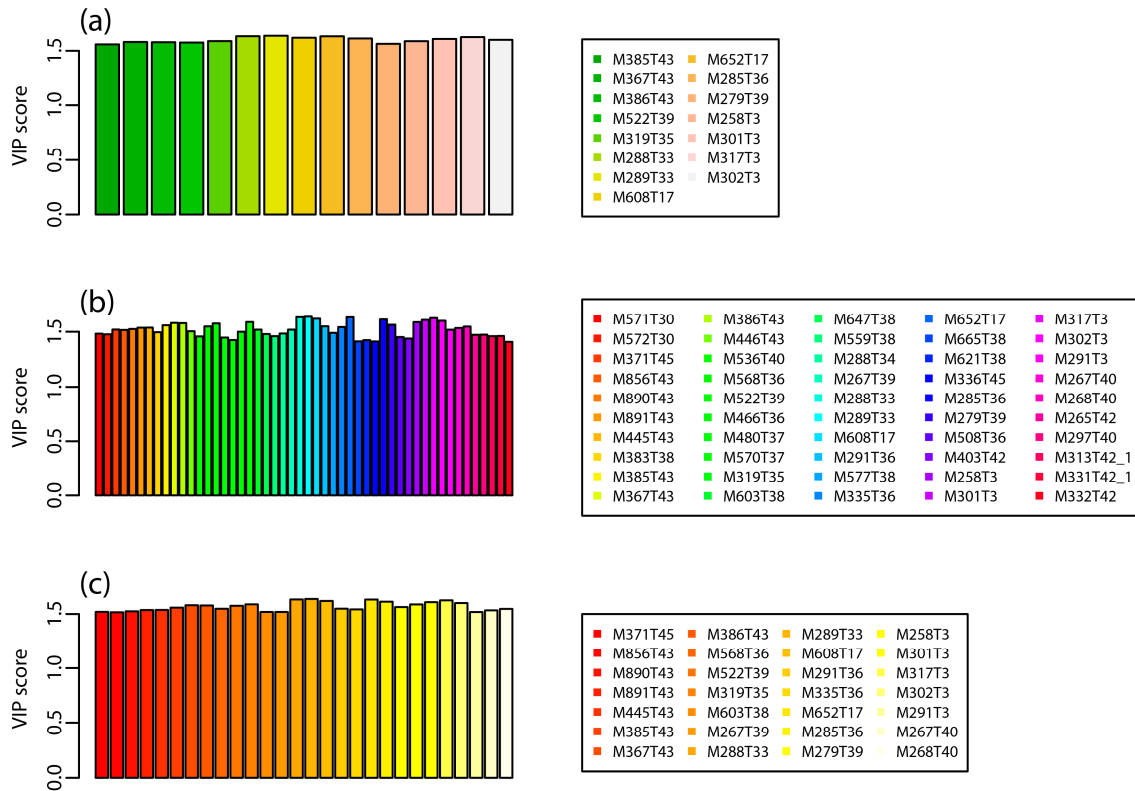 (a)
VIP score
0.0 0.5 1.0 1.5
M385T43 M652T17
M367T43 M285T36
M386T43 M279T39
M522T39 M258T3
M319T35 M301T3
M288T33 M317T3
M289T33 M302T3
M608T17
(b)
VIP score
0.0 0.5 1.0 1.5
M571T30 M386T43 M647T38 M652T17 M317T3
M572T30 M446T43 M559T38 M665T38 M302T3
M371T45 M536T40 M288T34 M621T38 M291T3
M856T43 M568T36 M267T39 M336T45 M267T40
M890T43 M522T39 M288T33 M285T36 M268T40
M891T43 M466T36 M289T33 M279T39 M265T42
M445T43 M480T37 M608T17 M508T36 M297T40
M383T38 M570T37 M291T36 M403T42 M313T42_1
M385T43 M319T35 M577T38 M258T3 M331T42_1
M367T43 M603T38 M335T36 M301T3 M332T42
(c)
VIP score
0.0 0.5 1.0 1.5
M371T45 M386T43 M289T33 M258T3
M856T43 M568T36 M608T17 M301T3
M890T43 M522T39 M291T36 M317T3
M891T43 M319T35 M335T36 M302T3
M445T43 M603T38 M652T17 M291T3
M385T43 M267T39 M285T36 M267T40
M367T43 M288T33 M279T39 M268T40